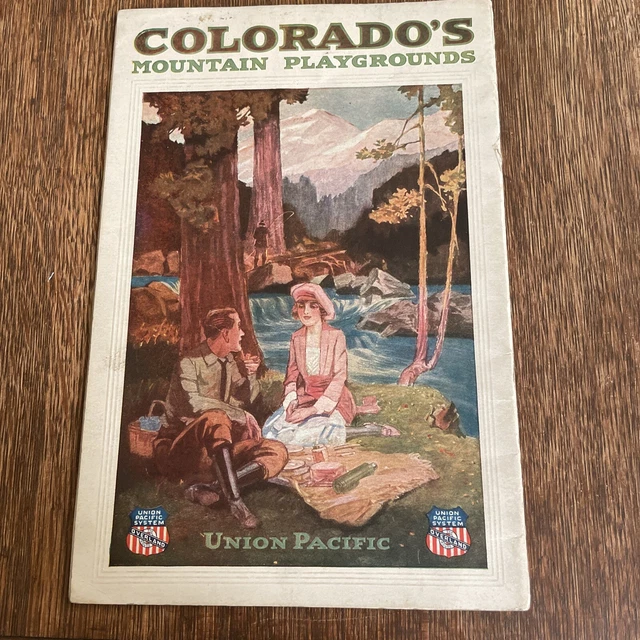 COLORADO'S
MOUNTAIN PLAYGROUNDS
UNION
PACIFIC
SYSTEM
OVERLAND
UNION PACIFIC
UNION
PACIFIC
SYSTEM
OVERLAND